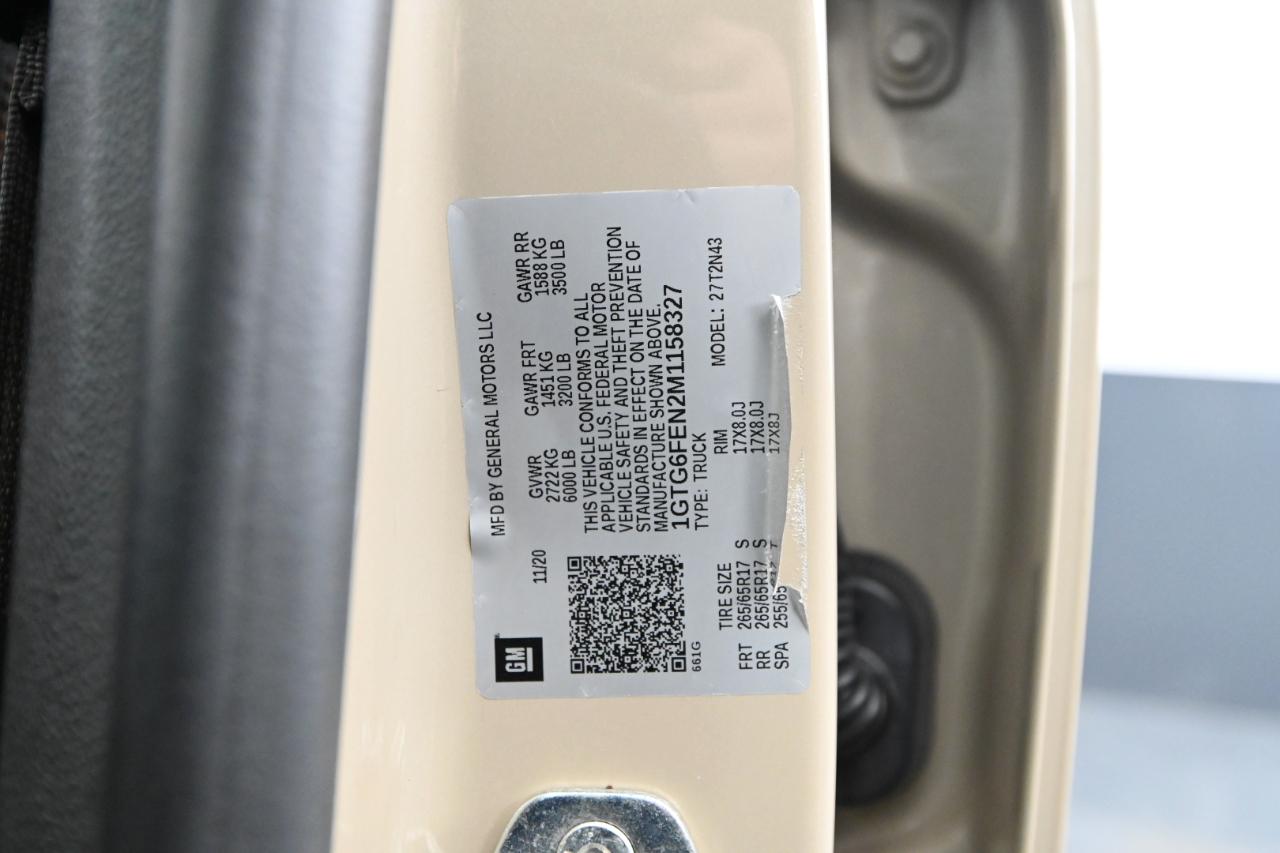 GM
11/20
MFD BY GENERAL MOTORS LLC
GVWR GAWR FRT GAWR RR
2722 KG 1451 KG 1588 KG
6000 LB 3200 LB 3500 LB
THIS VEHICLE CONFORMS TO ALL
APPLICABLE U.S. FEDERAL MOTOR
VEHICLE SAFETY AND THEFT PREVENTION
STANDARDS IN EFFECT ON THE DATE OF
MANUFACTURE SHOWN ABOVE.
1GTG6FEN2M1158327
661G
TYPE: TRUCK MODEL: 27T2N43
TIRE SIZE RIM
FRT 265/65R17 S 17X8.0J
RR 265/65R17 S 17X8.0J
SPA 255/65 17X8J